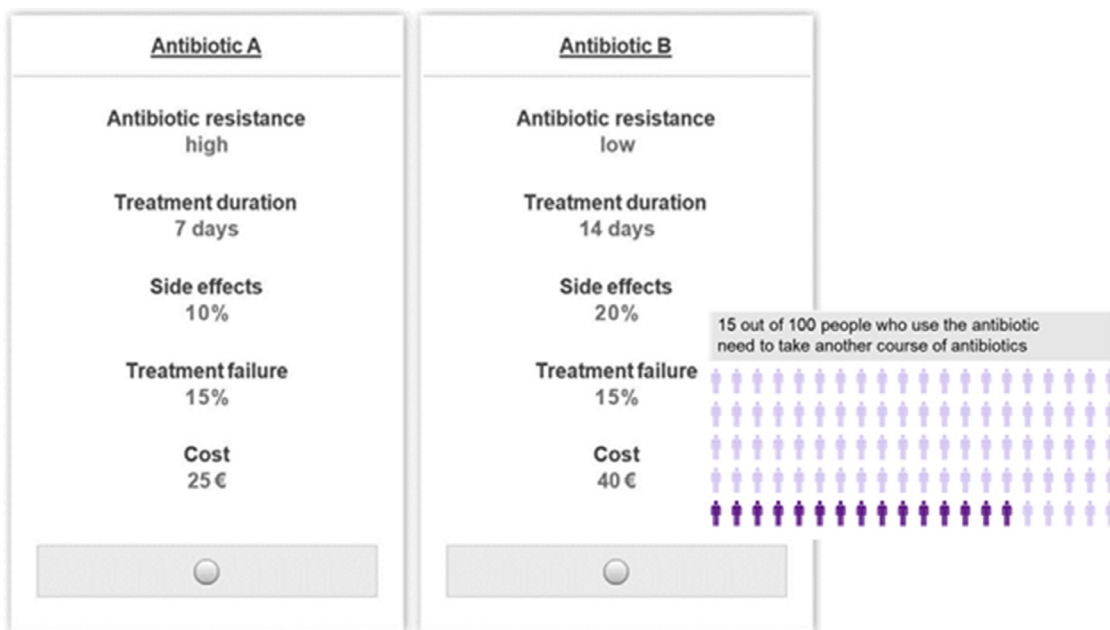 Antibiotic A
Antibiotic resistance
high
Treatment duration
7 days
Side effects
10%
Treatment failure
15%
Cost
25 €
Antibiotic B
Antibiotic resistance
low
Treatment duration
14 days
Side effects
20%
Treatment failure
15%
Cost
40 €
15 out of 100 people who use the antibiotic
need to take another course of antibiotics